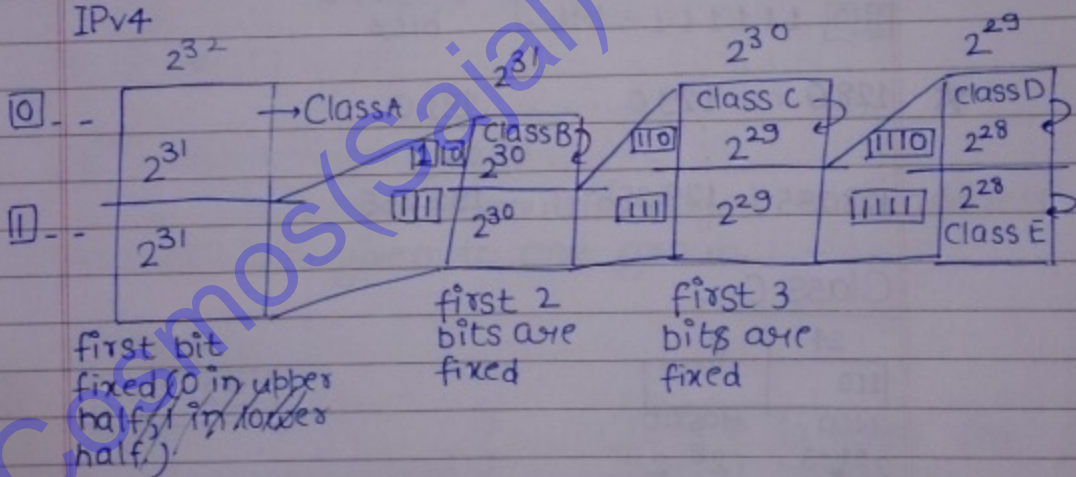 IPv4
2^32
2^31
2^30
2^29
0 - -
→ Class A
2^31
10
Class B
2^30
110
Class C
2^29
1110
Class D
2^28
1 - -
2^31
11
2^30
111
2^29
1111
2^28
Class E
first bit
fixed (0 in upper
half, 1 in lower
half)
first 2
bits are
fixed
first 3
bits are
fixed
Cosmos(Sajal)